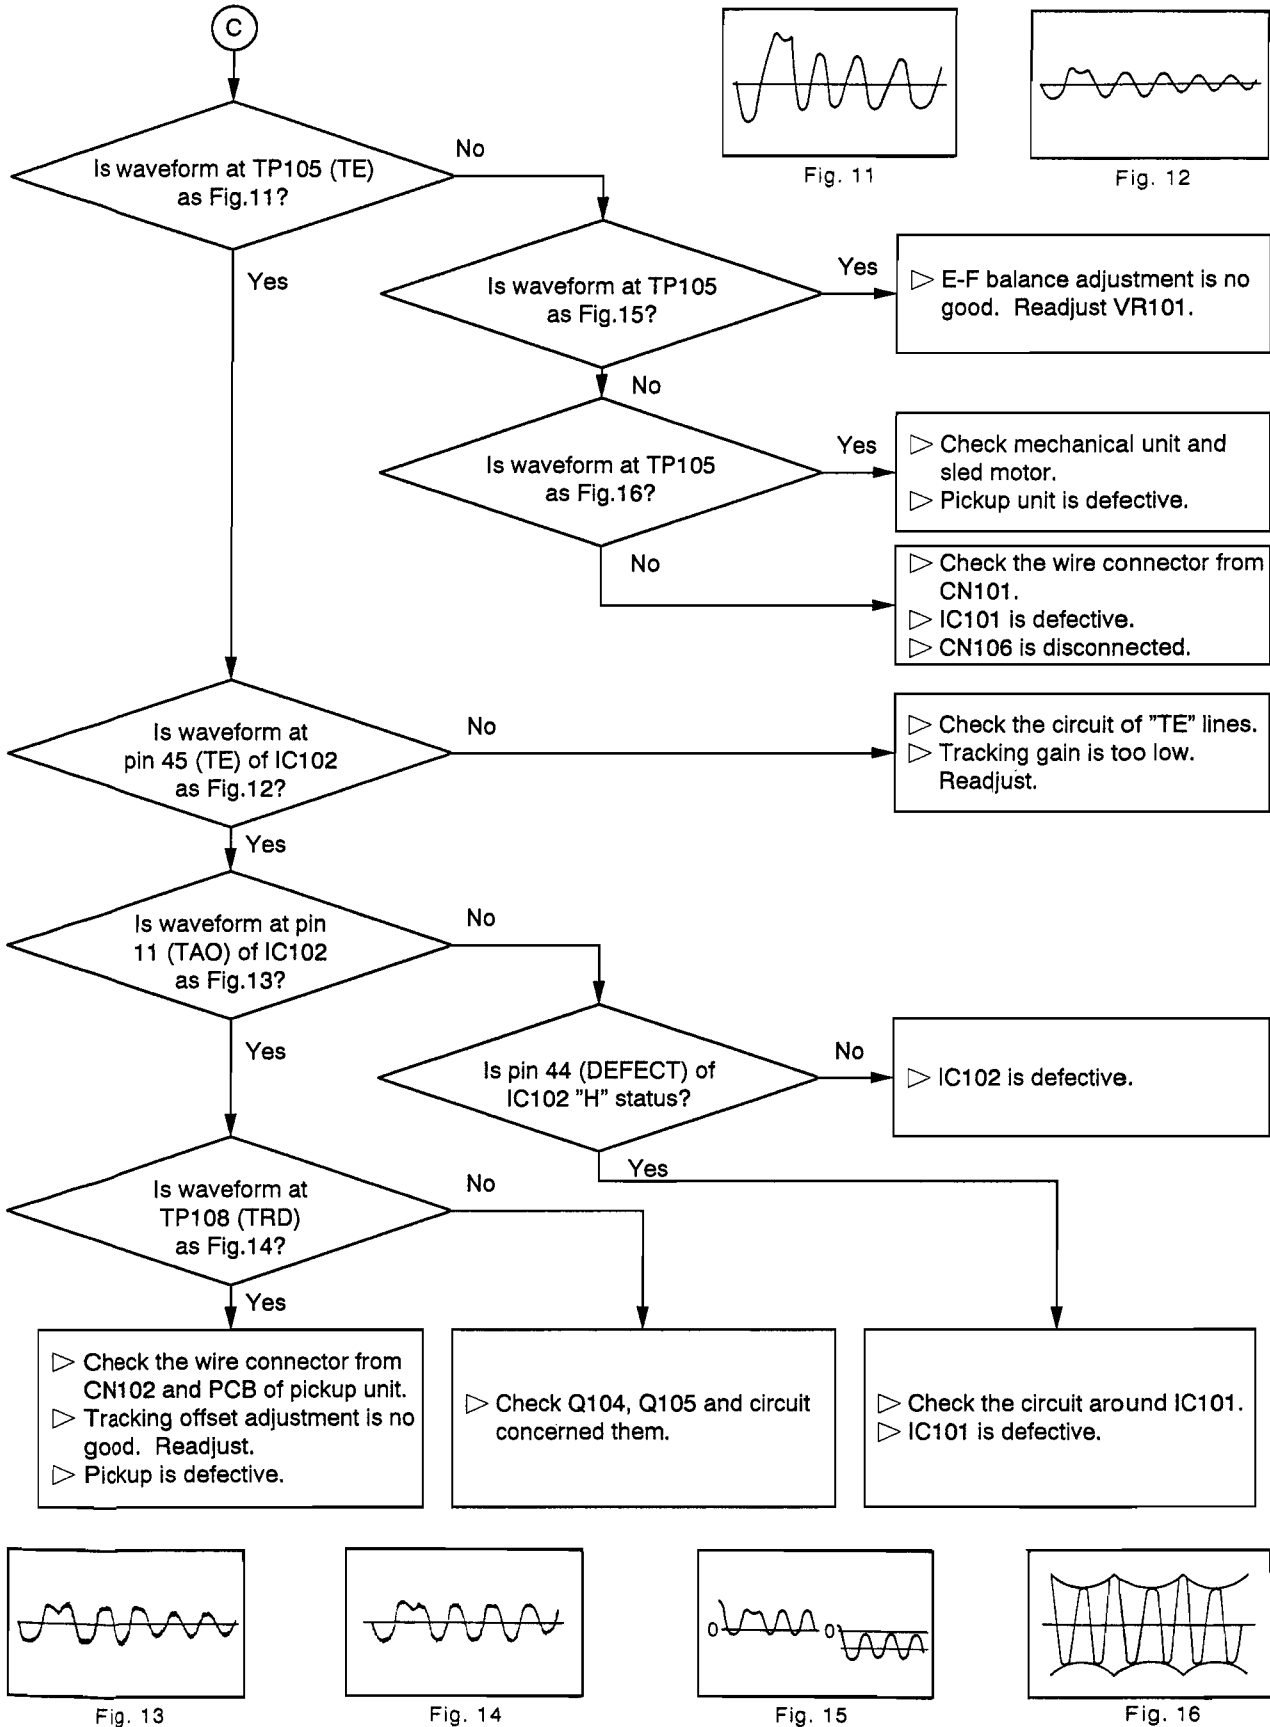 C
Fig. 11
Fig. 12
Is waveform at TP105 (TE)
as Fig.11?
No
Yes
Is waveform at TP105
as Fig.15?
Yes
▷ E-F balance adjustment is no
good. Readjust VR101.
No
Is waveform at TP105
as Fig.16?
Yes
▷ Check mechanical unit and
sled motor.
▷ Pickup unit is defective.
No
▷ Check the wire connector from
CN101.
▷ IC101 is defective.
▷ CN106 is disconnected.
Is waveform at
pin 45 (TE) of IC102
as Fig.12?
No
▷ Check the circuit of "TE" lines.
▷ Tracking gain is too low.
Readjust.
Yes
Is waveform at pin
11 (TAO) of IC102
as Fig.13?
No
Yes
Is pin 44 (DEFECT) of
IC102 "H" status?
No
▷ IC102 is defective.
Yes
Is waveform at
TP108 (TRD)
as Fig.14?
No
Yes
▷ Check the wire connector from
CN102 and PCB of pickup unit.
▷ Tracking offset adjustment is no
good. Readjust.
▷ Pickup is defective.
▷ Check Q104, Q105 and circuit
concerned them.
▷ Check the circuit around IC101.
▷ IC101 is defective.
0
0
Fig. 13
Fig. 14
Fig. 15
Fig. 16